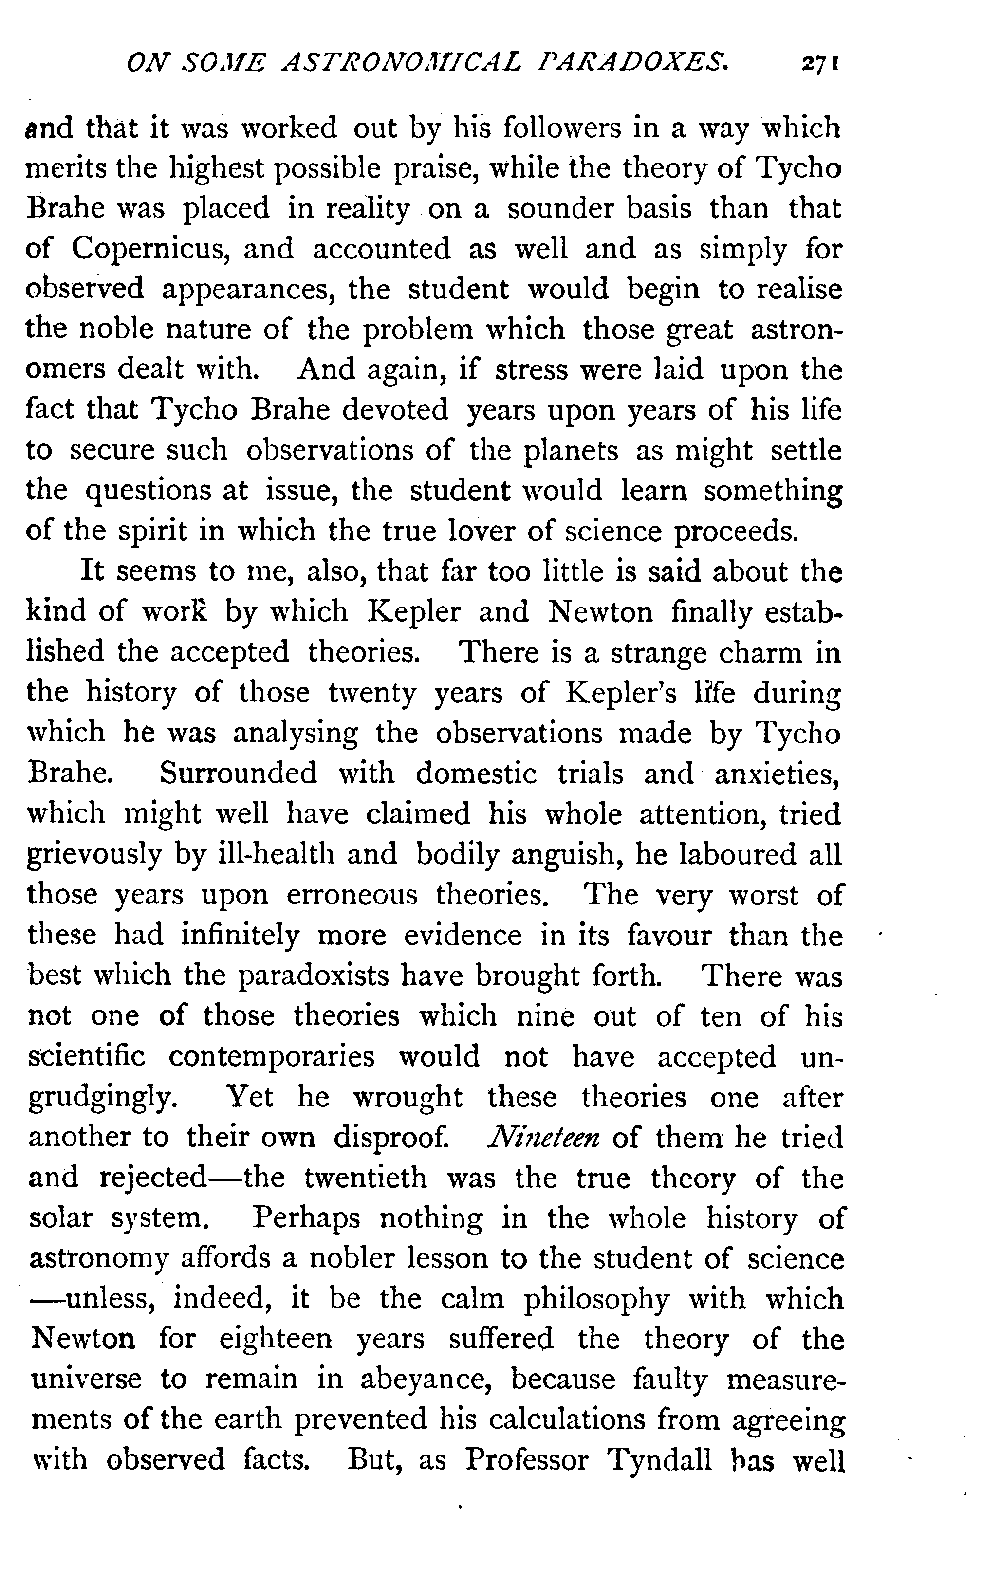 ON SOME ASTRONOMICAL PARADOXES. 271
and that it was worked out by his followers in a way which
merits the highest possible praise, while the theory of Tycho
Brahe was placed in reality on a sounder basis than that
of Copernicus, and accounted as well and as simply for
observed appearances, the student would begin to realise
the noble nature of the problem which those great astron-
omers dealt with. And again, if stress were laid upon the
fact that Tycho Brahe devoted years upon years of his life
to secure such observations of the planets as might settle
the questions at issue, the student would learn something
of the spirit in which the true lover of science proceeds.
It seems to me, also, that far too little is said about the
kind of work by which Kepler and Newton finally estab-
lished the accepted theories. There is a strange charm in
the history of those twenty years of Kepler's life during
which he was analysing the observations made by Tycho
Brahe. Surrounded with domestic trials and anxieties,
which might well have claimed his whole attention, tried
grievously by ill-health and bodily anguish, he laboured all
those years upon erroneous theories. The very worst of
these had infinitely more evidence in its favour than the
best which the paradoxists have brought forth. There was
not one of those theories which nine out of ten of his
scientific contemporaries would not have accepted un-
grudgingly. Yet he wrought these theories one after
another to their own disproof. Nineteen of them he tried
and rejected—the twentieth was the true theory of the
solar system. Perhaps nothing in the whole history of
astronomy affords a nobler lesson to the student of science
—unless, indeed, it be the calm philosophy with which
Newton for eighteen years suffered the theory of the
universe to remain in abeyance, because faulty measure-
ments of the earth prevented his calculations from agreeing
with observed facts. But, as Professor Tyndall has well